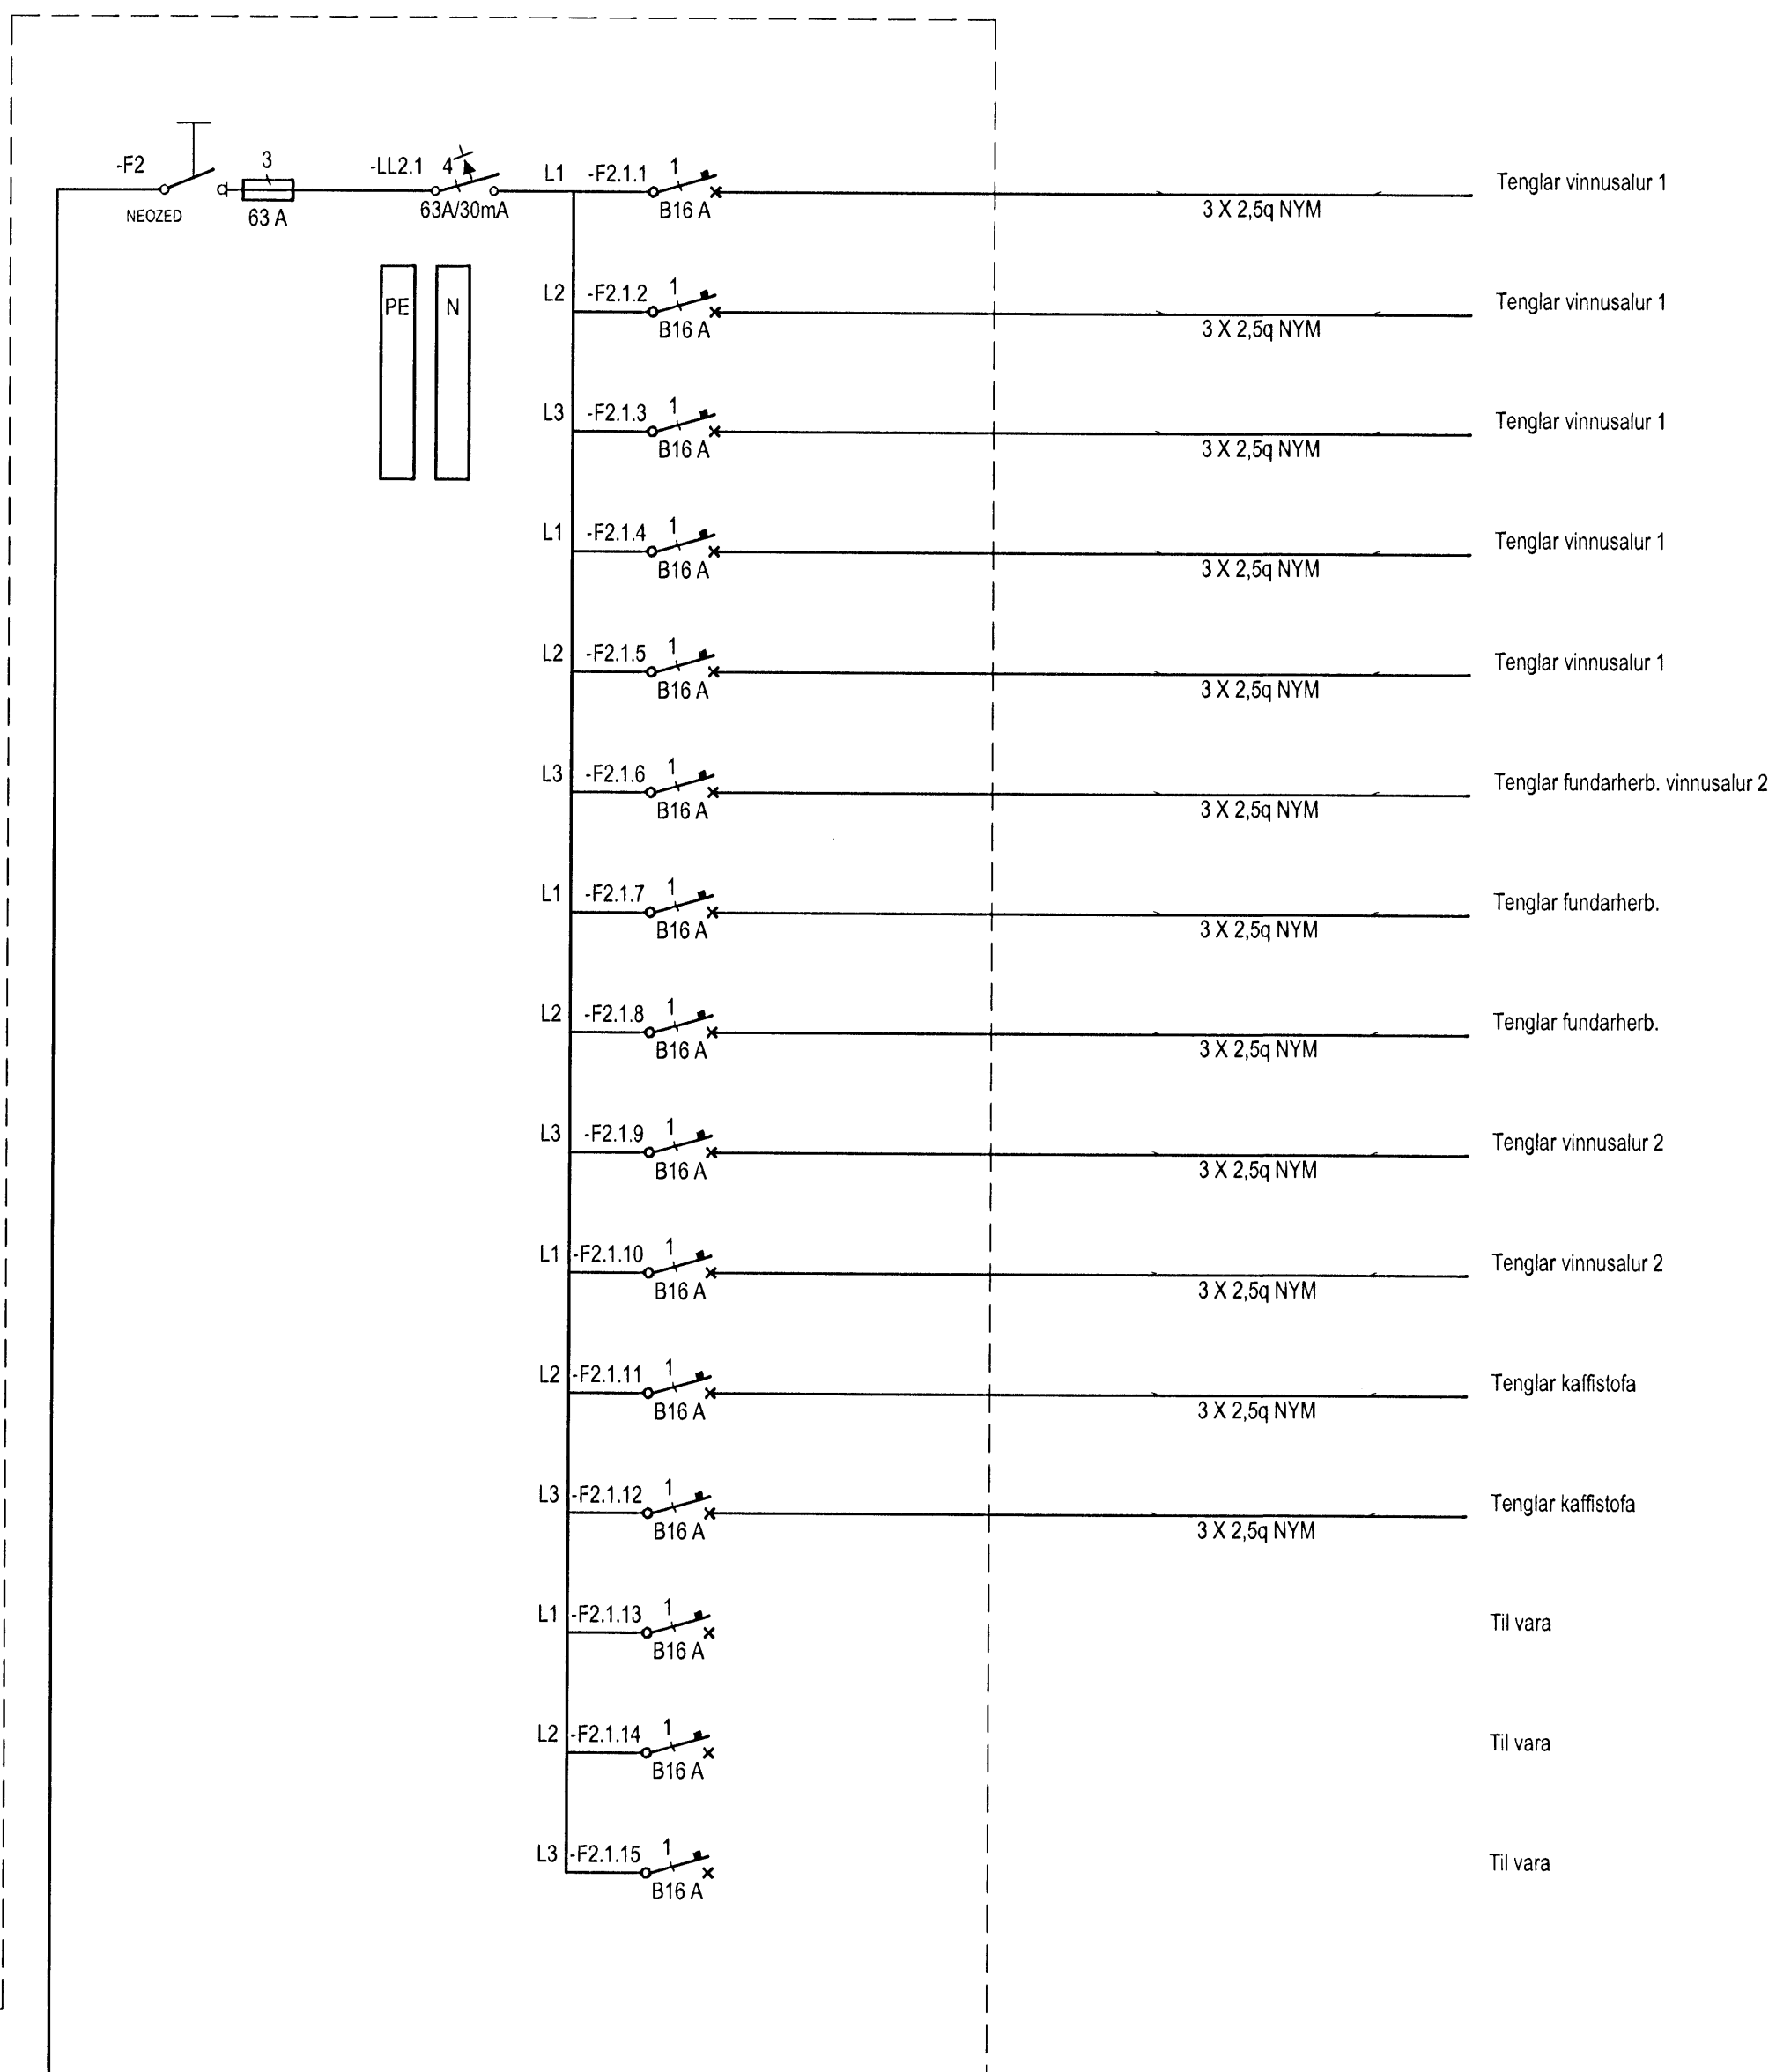 -F2
NEOZED
3
63 A
-LL2.1
4
63A/30mA
PE
N
L1 -F2.1.1 1
B16 A
3 X 2,5q NYM
Tenglar vinnusalur 1
L2 -F2.1.2 1
B16 A
3 X 2,5q NYM
Tenglar vinnusalur 1
L3 -F2.1.3 1
B16 A
3 X 2,5q NYM
Tenglar vinnusalur 1
L1 -F2.1.4 1
B16 A
3 X 2,5q NYM
Tenglar vinnusalur 1
L2 -F2.1.5 1
B16 A
3 X 2,5q NYM
Tenglar vinnusalur 1
L3 -F2.1.6 1
B16 A
3 X 2,5q NYM
Tenglar fundarherb. vinnusalur 2
L1 -F2.1.7 1
B16 A
3 X 2,5q NYM
Tenglar fundarherb.
L2 -F2.1.8 1
B16 A
3 X 2,5q NYM
Tenglar fundarherb.
L3 -F2.1.9 1
B16 A
3 X 2,5q NYM
Tenglar vinnusalur 2
L1 -F2.1.10 1
B16 A
3 X 2,5q NYM
Tenglar vinnusalur 2
L2 -F2.1.11 1
B16 A
3 X 2,5q NYM
Tenglar kaffistofa
L3 -F2.1.12 1
B16 A
3 X 2,5q NYM
Tenglar kaffistofa
L1 -F2.1.13 1
B16 A
Til vara
L2 -F2.1.14 1
B16 A
Til vara
L3 -F2.1.15 1
B16 A
Til vara